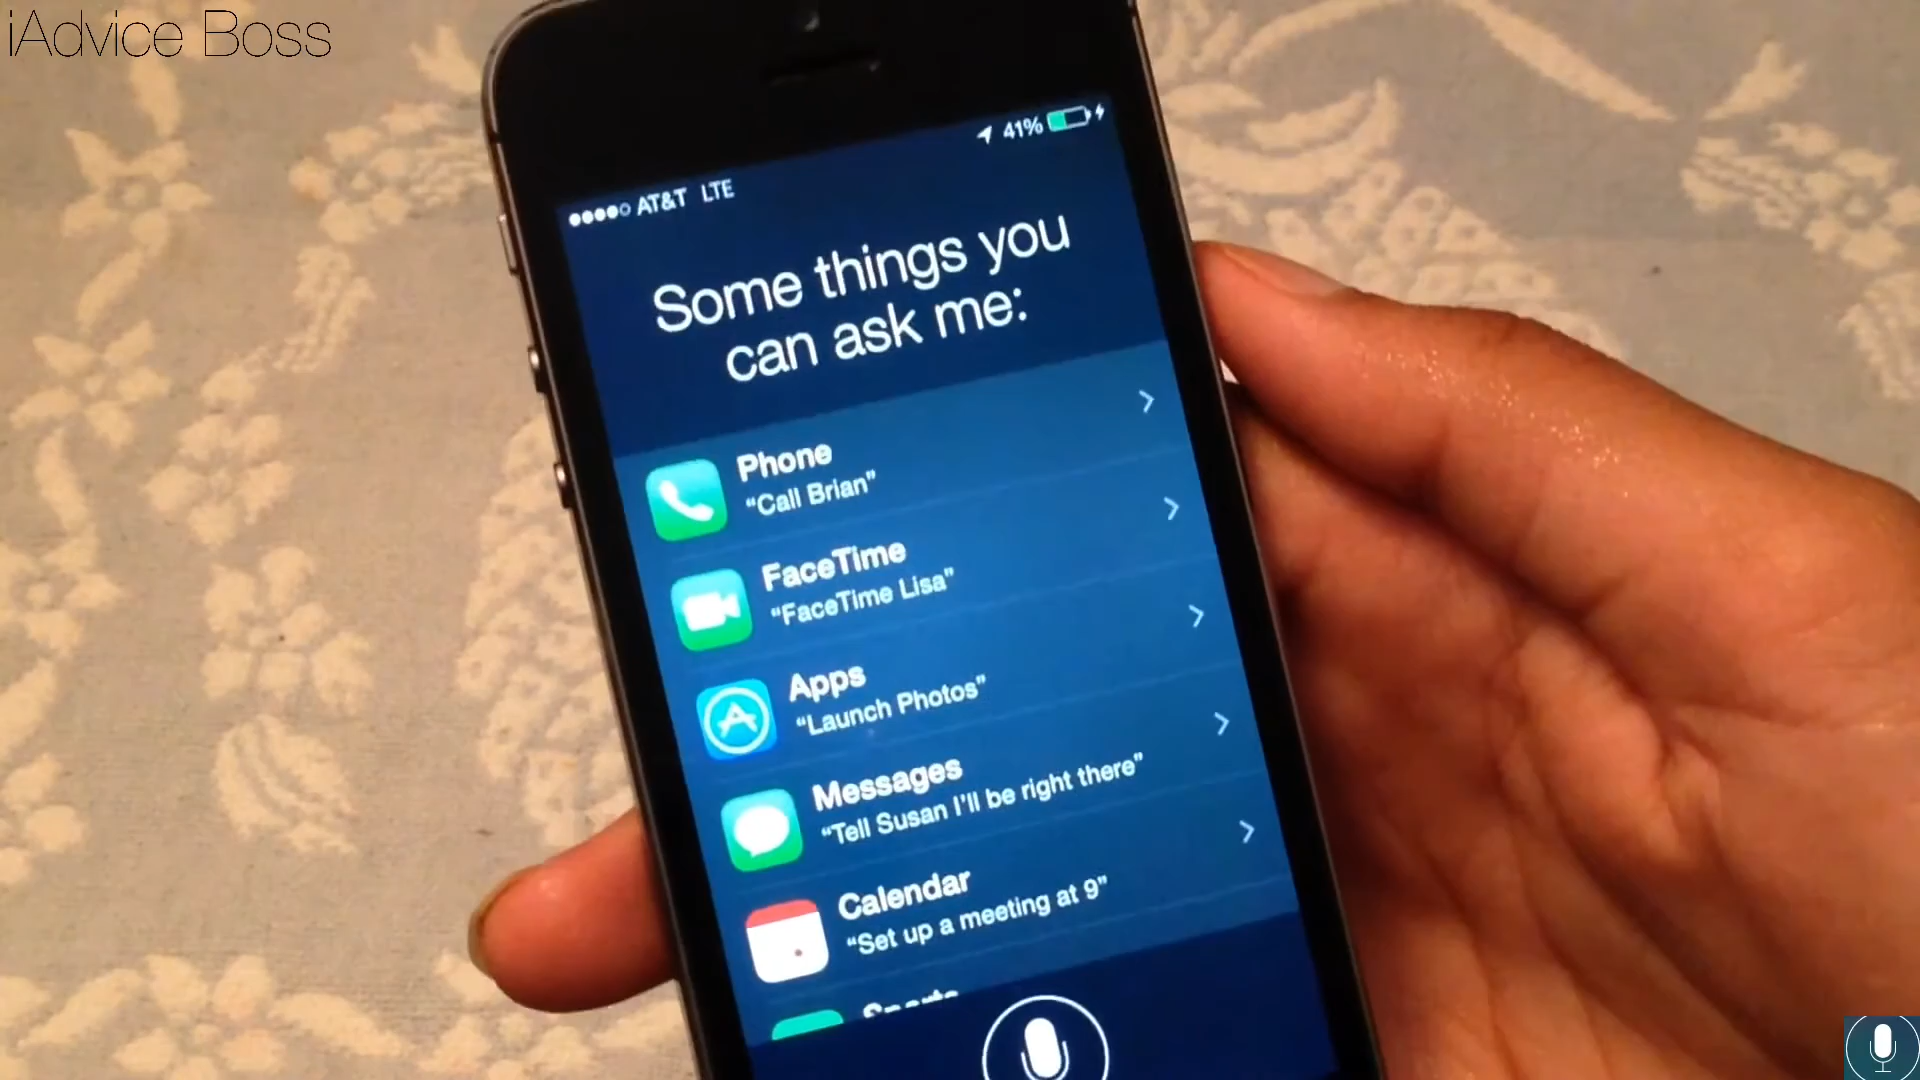 iAdvice Boss
41%
AT&T LTE
Some things you
can ask me:
Phone
“Call Brian”
FaceTime
“FaceTime Lisa”
Apps
“Launch Photos”
Messages
“Tell Susan I’ll be right there”
Calendar
“Set up a meeting at 9”
Sports